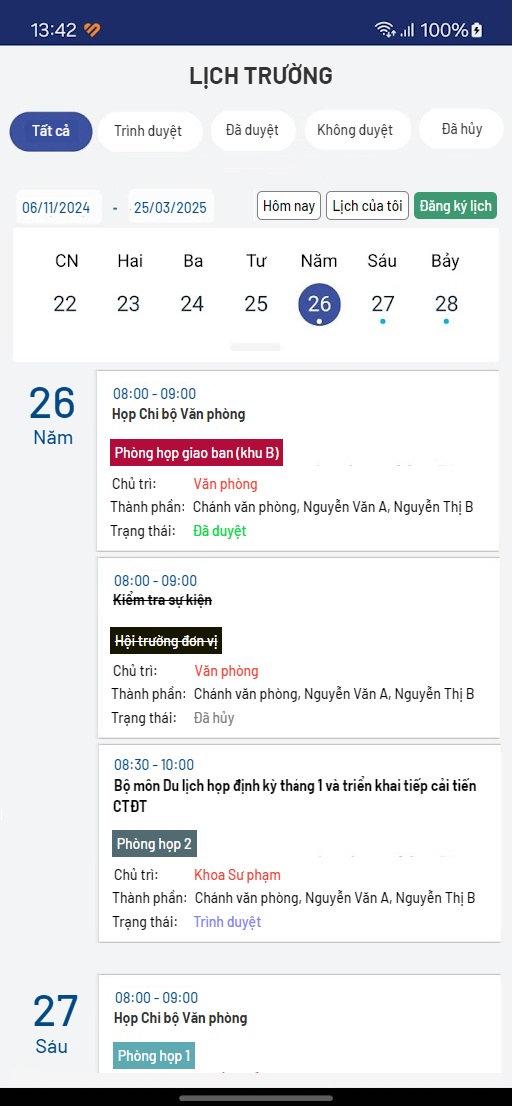 13:42 100%
LỊCH TRƯỜNG
Tất cả Trình duyệt Đã duyệt Không duyệt Đã hủy
06/11/2024 - 25/03/2025 Hôm nay Lịch của tôi Đăng ký lịch
CN Hai Ba Tư Năm Sáu Bảy
22 23 24 25 26 27 28
26
Năm
08:00 - 09:00
Họp Chi bộ Văn phòng
Phòng họp giao ban (khu B)
Chủ trì: Văn phòng
Thành phần: Chánh văn phòng, Nguyễn Văn A, Nguyễn Thị B
Trạng thái: Đã duyệt
08:00 - 09:00
Kiểm tra sự kiện
Hội trường đơn vị
Chủ trì: Văn phòng
Thành phần: Chánh văn phòng, Nguyễn Văn A, Nguyễn Thị B
Trạng thái: Đã hủy
08:30 - 10:00
Bộ môn Du lịch họp định kỳ tháng 1 và triển khai tiếp cải tiến
CTĐT
Phòng họp 2
Chủ trì: Khoa Sư phạm
Thành phần: Chánh văn phòng, Nguyễn Văn A, Nguyễn Thị B
Trạng thái: Trình duyệt
27
Sáu
08:00 - 09:00
Họp Chi bộ Văn phòng
Phòng họp 1